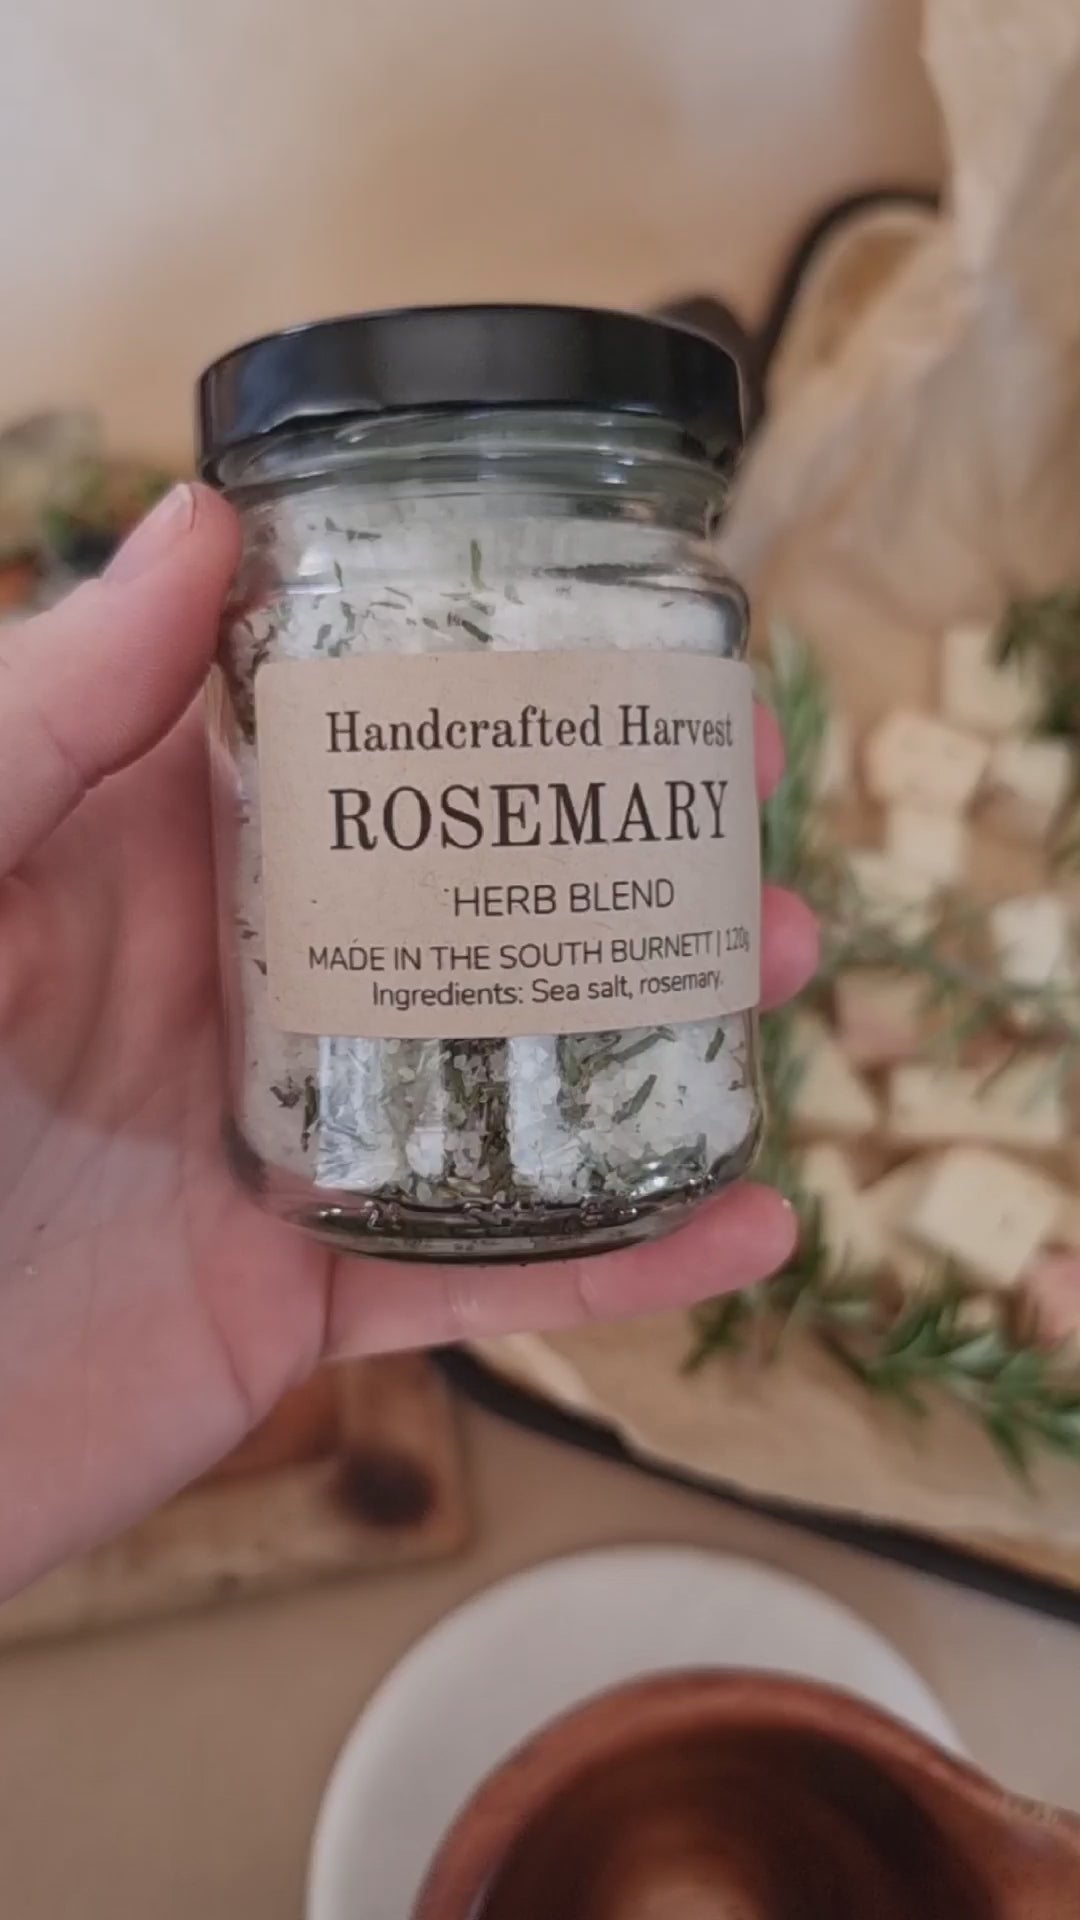 Handcrafted Harvest
ROSEMARY
HERB BLEND
MADE IN THE SOUTH BURNETT | 120g
Ingredients: Sea salt, rosemary.